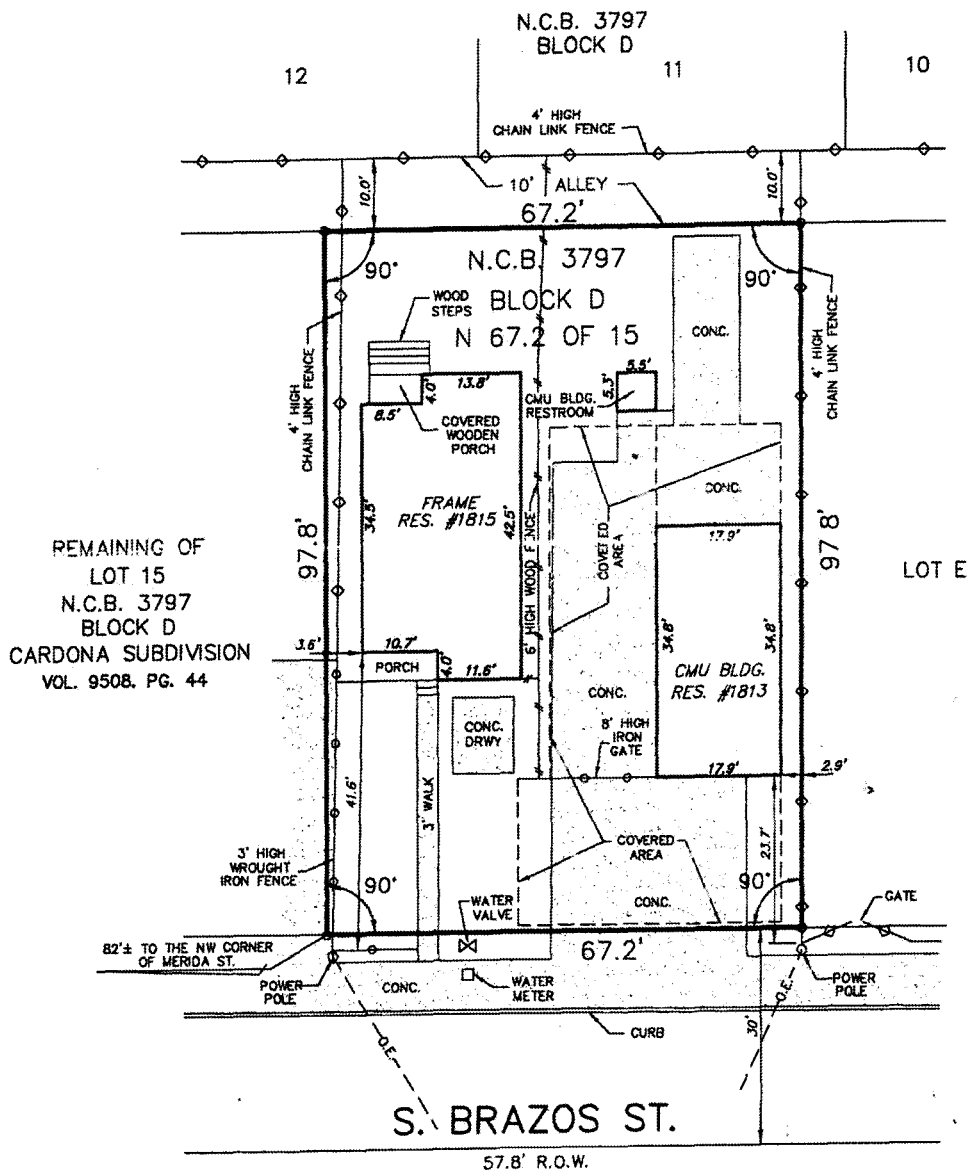 N.C.B. 3797
BLOCK D
12
11
10
4' HIGH
CHAIN LINK FENCE
10.0'
10' ALLEY
10.0'
67.2'
90°
N.C.B. 3797
90°
WOOD
STEPS
BLOCK D
N 67.2 OF 15
CONC.
4' HIGH
CHAIN LINK FENCE
4' HIGH
CHAIN LINK FENCE
13.8'
4.0'
8.5'
5.5'
5.3'
CMU BLDG.
RESTROOM
COVERED
WOODEN
PORCH
CONC.
FRAME
RES. #1815
34.5'
42.5'
6' HIGH WOOD FENCE
COVERED
AREA
17.9'
97.8'
97.8'
LOT E
REMAINING OF
LOT 15
N.C.B. 3797
BLOCK D
CARDONA SUBDIVISION
VOL. 9508. PG. 44
3.6'
10.7'
PORCH
4.0'
11.6'
34.8'
34.8'
CMU BLDG.
RES. #1813
CONC.
CONC.
DRWY
8' HIGH
IRON
GATE
17.9'
2.9'
41.6'
3' WALK
23.7'
COVERED
AREA
3' HIGH
WROUGHT
IRON FENCE
90°
90°
CONC.
WATER
VALVE
GATE
82'± TO THE NW CORNER
OF MERIDA ST.
67.2'
POWER
POLE
CONC.
WATER
METER
POWER
POLE
O.E.
O.E.
30'
CURB
S. BRAZOS ST.
57.8' R.O.W.